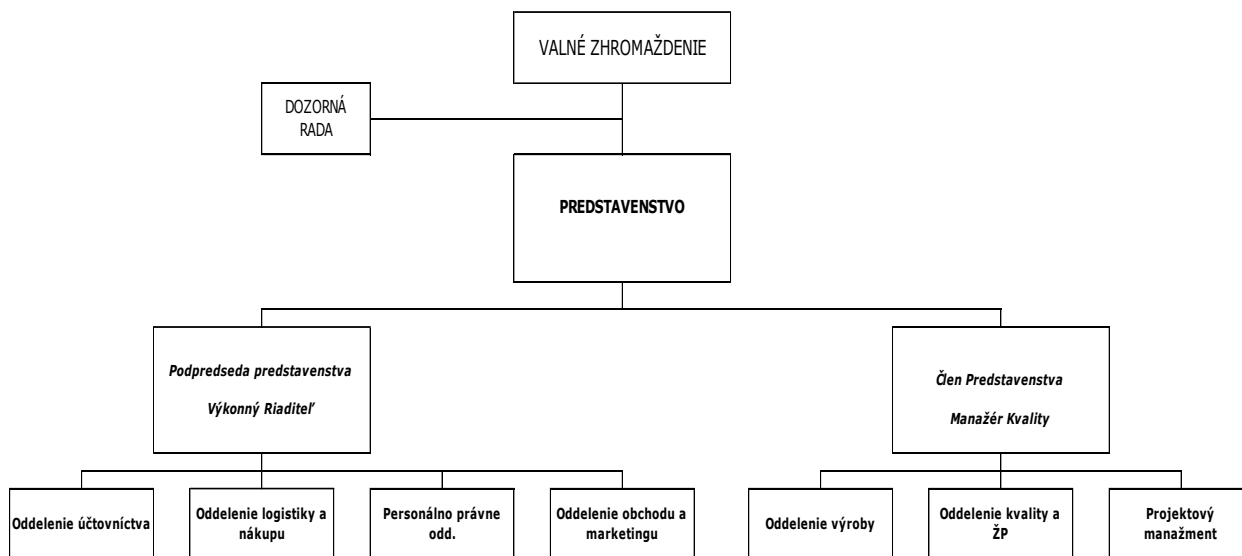 VALNÉ ZHROMAŽDENIE
DOZORNÁ
RADA
PREDSTAVENSTVO
Podpredseda predstavenstva
Výkonný Riaditeľ
Člen Predstavenstva
Manažér Kvality
Oddelenie účtovníctva
Oddelenie logistiky a
nákupu
Personálno právne
odd.
Oddelenie obchodu a
marketingu
Oddelenie výroby
Oddelenie kvality a
ŽP
Projektový
manažment